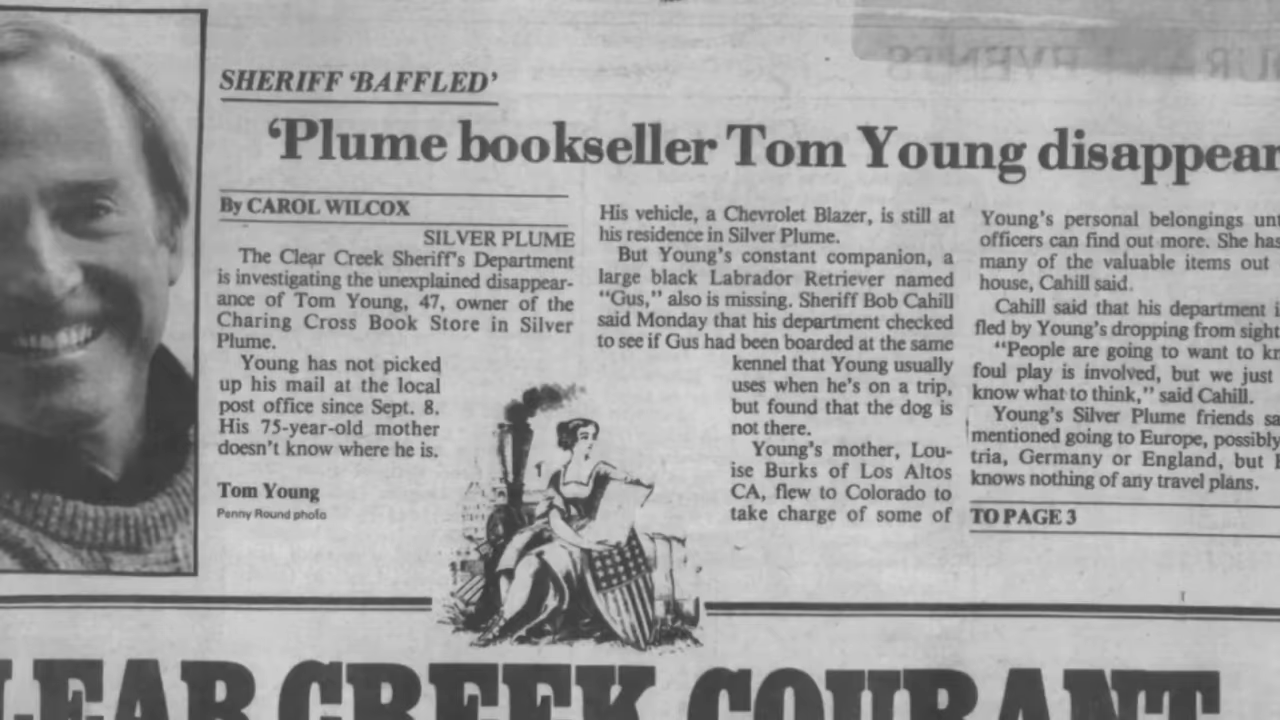 SHERIFF 'BAFFLED'
'Plume bookseller Tom Young disappear
By CAROL WILCOX
SILVER PLUME
The Clear Creek Sheriff's Department
is investigating the unexplained disappear-
ance of Tom Young, 47, owner of the
Charing Cross Book Store in Silver
Plume.
Young has not picked
up his mail at the local
post office since Sept. 8.
His 75-year-old mother
doesn't know where he is.
Tom Young
Penny Round photo
His vehicle, a Chevrolet Blazer, is still at
his residence in Silver Plume.
But Young's constant companion, a
large black Labrador Retriever named
"Gus," also is missing. Sheriff Bob Cahill
said Monday that his department checked
to see if Gus had been boarded at the same
kennel that Young usually
uses when he's on a trip,
but found that the dog is
not there.
Young's mother, Lou-
ise Burks of Los Altos
CA, flew to Colorado to
take charge of some of
Young's personal belongings un
officers can find out more. She has
many of the valuable items out
house, Cahill said.
Cahill said that his department i
fled by Young's dropping from sight
"People are going to want to kn
foul play is involved, but we just
know what to think," said Cahill.
Young's Silver Plume friends sa
mentioned going to Europe, possibly
tria, Germany or England, but
knows nothing of any travel plans.
TO PAGE 3
LEAR CREEK COURANT